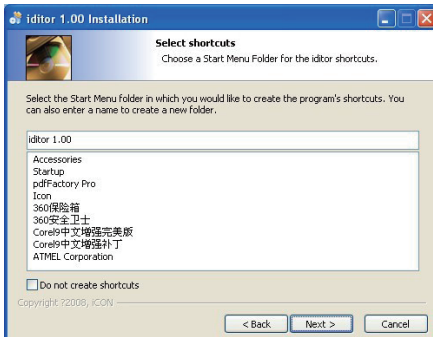 iditor 1.00 Installation
Select shortcuts
Choose a Start Menu Folder for the iditor shortcuts.
Select the Start Menu folder in which you would like to create the program's shortcuts. You
can also enter a name to create a new folder.
iditor 1.00
Accessories
Startup
pdfFactory Pro
Icon
360保险箱
360安全卫士
Corel9中文增强完美版
Corel9中文增强补丁
ATMEL Corporation
Do not create shortcuts
Copyright ?2008, iCON
< Back
Next >
Cancel